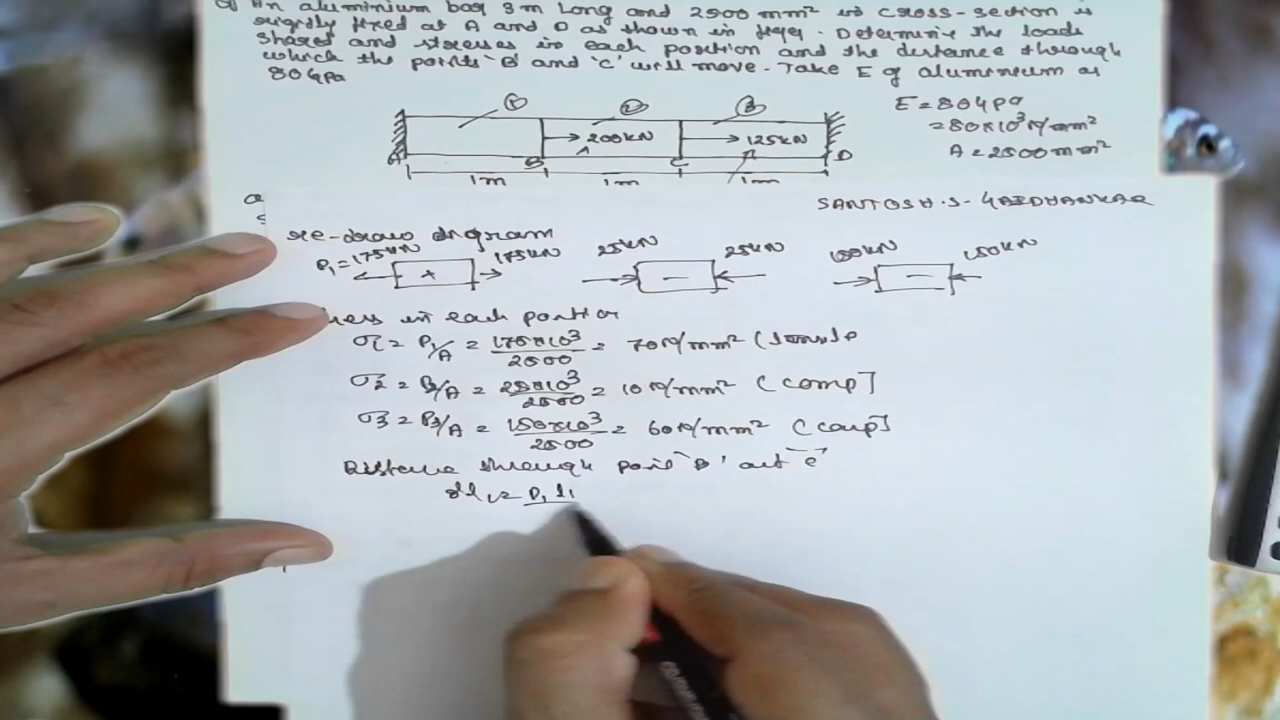 An aluminium bar 3m Long and 2500 mm² in cross-section is
rigidly fixed at A and D as shown in fig. Determine the loads
shared and stresses in each portion and the distance through
which the points 'B' and 'C' will move. Take E of aluminium as
80 GPa
① ② ③
E = 80 GPa
= 80×10³ N/mm²
A = 2500 mm²
200KN 125KN
A B C D
1m 1m 1m
SANTOSH.S.
re-draw diagram
P₁ = 175KN 175KN 25KN 25KN 150KN 150KN
+ − −
in each portion
σ₁ = P₁/A = 175×10³/2500 = 70 N/mm² (tensile
σ₂ = P₂/A = 25×10³/2500 = 10 N/mm² (comp]
σ₃ = P₃/A = 150×10³/2500 = 60 N/mm² (comp]
Distance through point 'B' and 'C'
δl₁ = P₁ l₁